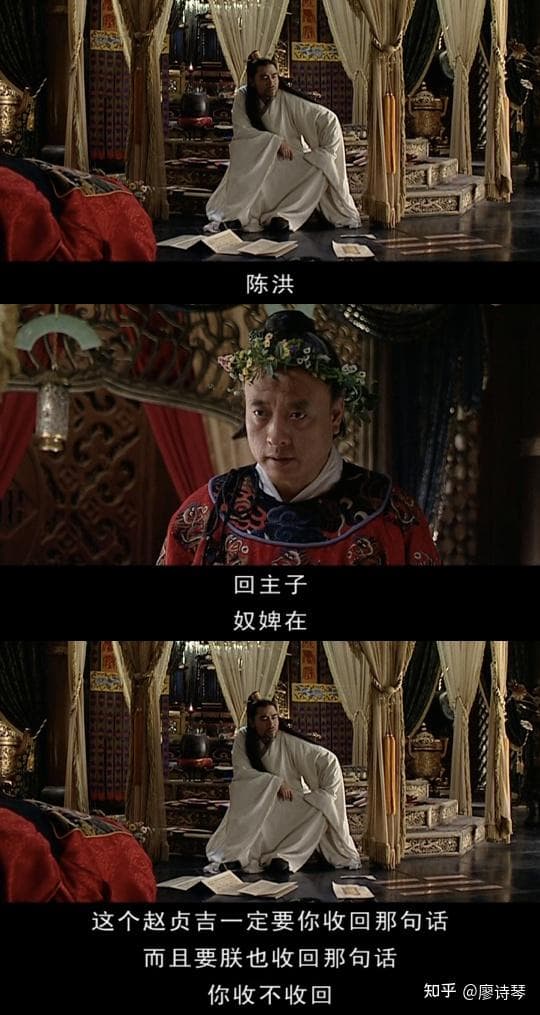 陈洪
回主子
奴婢在
这个赵贞吉一定要你收回那句话
而且要朕也收回那句话
你收不收回
知乎 @廖诗琴